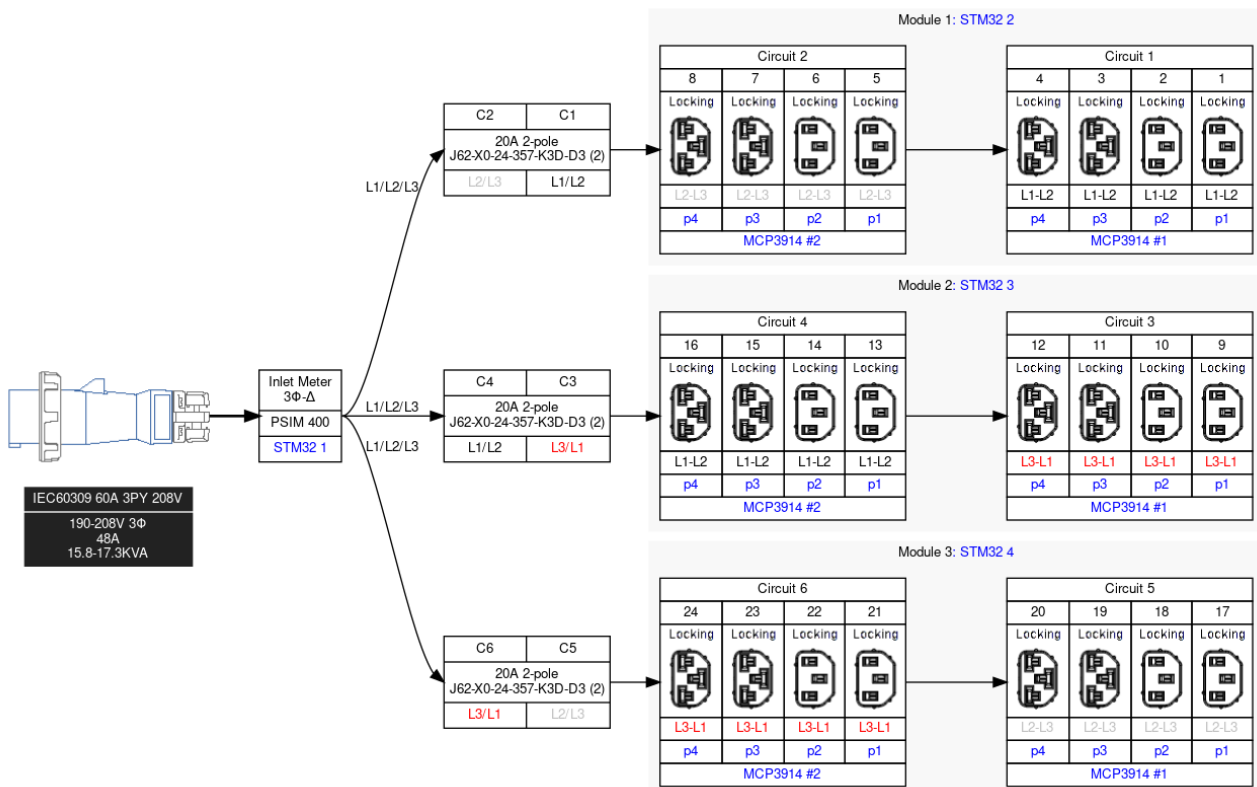 Module 1: STM32 2
Circuit 2
8 7 6 5
Locking Locking Locking Locking
L2-L3 L2-L3 L2-L3 L2-L3
p4 p3 p2 p1
MCP3914 #2
Circuit 1
4 3 2 1
Locking Locking Locking Locking
L1-L2 L1-L2 L1-L2 L1-L2
p4 p3 p2 p1
MCP3914 #1
C2 C1
20A 2-pole
J62-X0-24-357-K3D-D3 (2)
L2/L3 L1/L2
L1/L2/L3
Module 2: STM32 3
Circuit 4
16 15 14 13
Locking Locking Locking Locking
L1-L2 L1-L2 L1-L2 L1-L2
p4 p3 p2 p1
MCP3914 #2
Circuit 3
12 11 10 9
Locking Locking Locking Locking
L3-L1 L3-L1 L3-L1 L3-L1
p4 p3 p2 p1
MCP3914 #1
Inlet Meter
3Φ-Δ
PSIM 400
STM32 1
L1/L2/L3
L1/L2/L3
C4 C3
20A 2-pole
J62-X0-24-357-K3D-D3 (2)
L1/L2 L3/L1
IEC60309 60A 3PY 208V
190-208V 3Φ
48A
15.8-17.3KVA
Module 3: STM32 4
Circuit 6
24 23 22 21
Locking Locking Locking Locking
L3-L1 L3-L1 L3-L1 L3-L1
p4 p3 p2 p1
MCP3914 #2
Circuit 5
20 19 18 17
Locking Locking Locking Locking
L2-L3 L2-L3 L2-L3 L2-L3
p4 p3 p2 p1
MCP3914 #1
C6 C5
20A 2-pole
J62-X0-24-357-K3D-D3 (2)
L3/L1 L2/L3